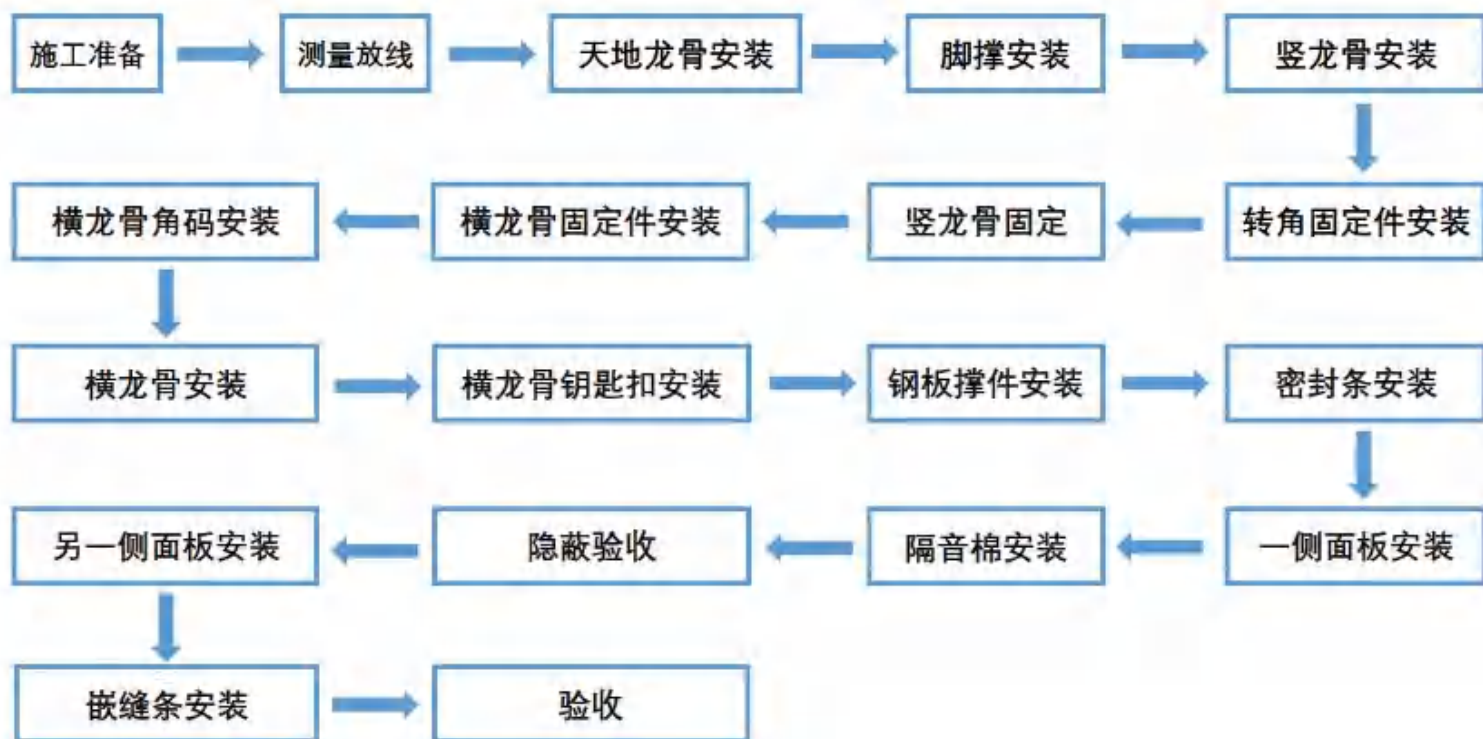 施工准备
测量放线
天地龙骨安装
脚撑安装
竖龙骨安装
转角固定件安装
竖龙骨固定
横龙骨固定件安装
横龙骨角码安装
横龙骨安装
横龙骨钥匙扣安装
钢板撑件安装
密封条安装
一侧面板安装
隔音棉安装
隐蔽验收
另一侧面板安装
嵌缝条安装
验收